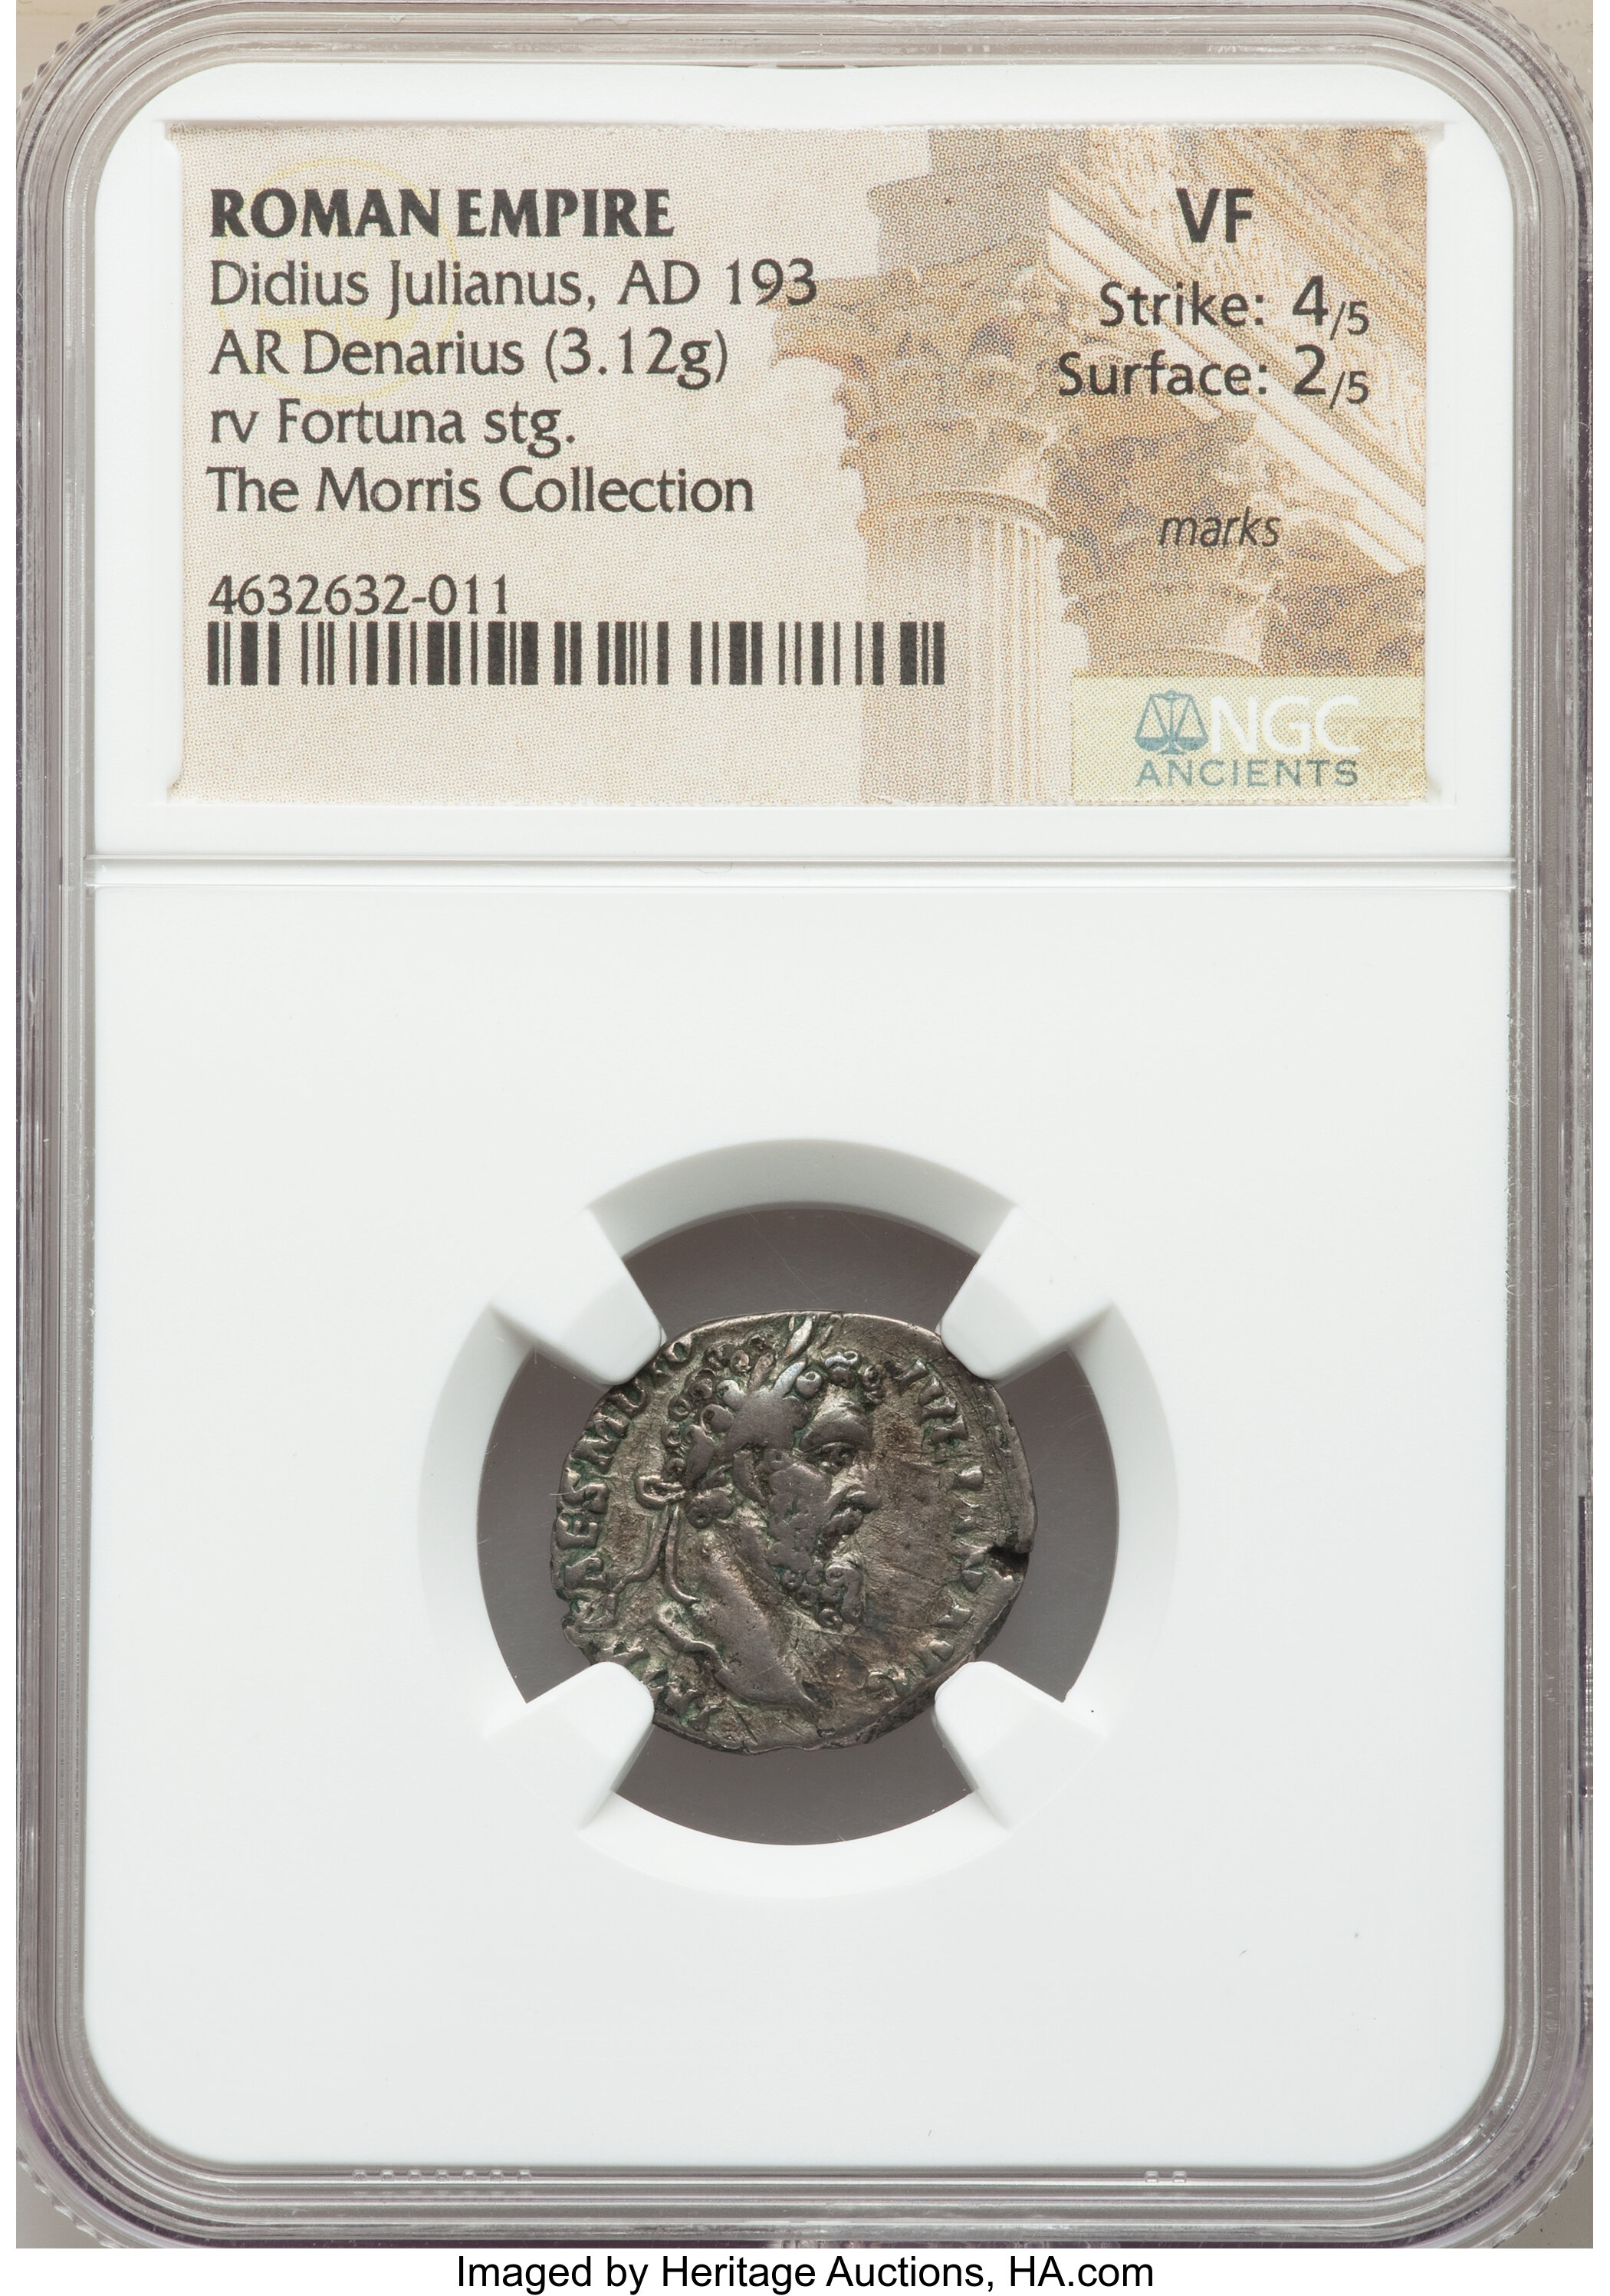 ROMAN EMPIRE
Didius Julianus, AD 193
AR Denarius (3.12g)
rv Fortuna stg.
The Morris Collection
4632632-011
VF
Strike: 4/5
Surface: 2/5
marks
NGC
ANCIENTS
Imaged by Heritage Auctions, HA.com